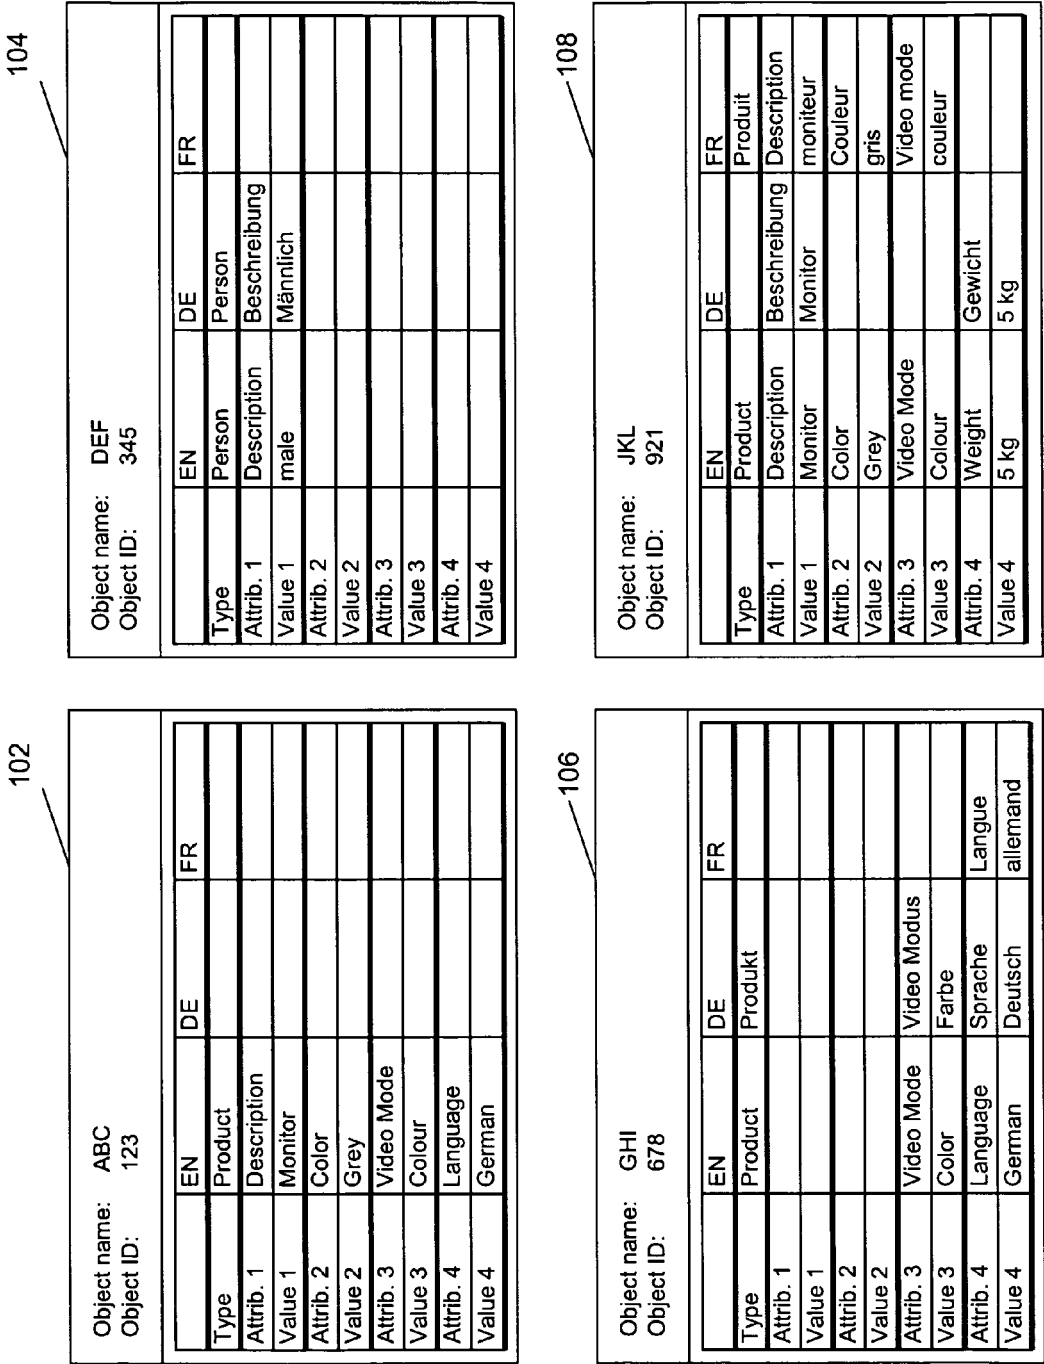 102
Object name: ABC
Object ID: 123
EN DE FR
Type Product
Attrib. 1 Description
Value 1 Monitor
Attrib. 2 Color
Value 2 Grey
Attrib. 3 Video Mode
Value 3 Colour
Attrib. 4 Language
Value 4 German
104
Object name: DEF
Object ID: 345
EN DE FR
Type Person Person
Attrib. 1 Description Beschreibung
Value 1 male Männlich
Attrib. 2
Value 2
Attrib. 3
Value 3
Attrib. 4
Value 4
106
Object name: GHI
Object ID: 678
EN DE FR
Type Product Produkt
Attrib. 1
Value 1
Attrib. 2
Value 2
Attrib. 3 Video Mode Video Modus
Value 3 Color Farbe
Attrib. 4 Language Sprache Langue
Value 4 German Deutsch allemand
108
Object name: JKL
Object ID: 921
EN DE FR
Type Product Produit
Attrib. 1 Description Beschreibung Description
Value 1 Monitor Monitor moniteur
Attrib. 2 Color Couleur
Value 2 Grey gris
Attrib. 3 Video Mode Video mode
Value 3 Colour couleur
Attrib. 4 Weight Gewicht
Value 4 5 kg 5 kg